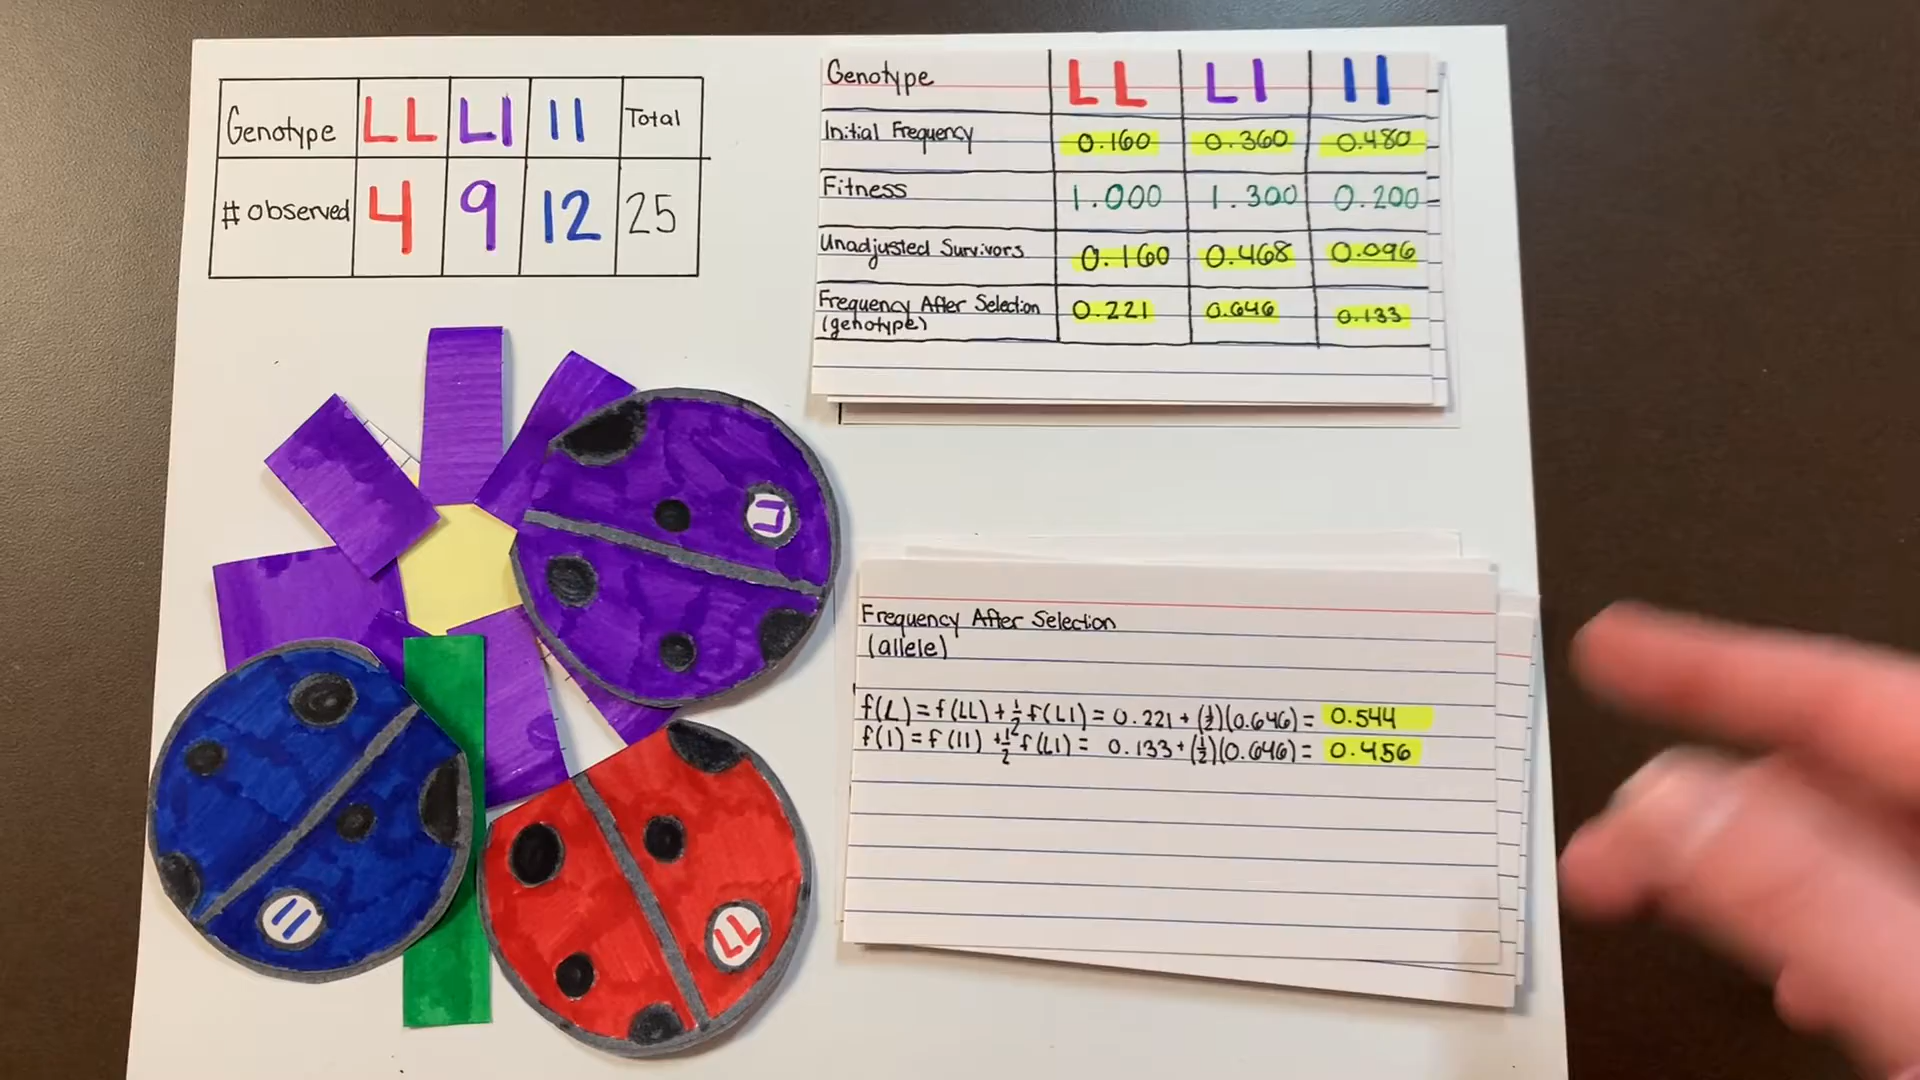 Genotype LL Ll ll Total
# observed 4 9 12 25
Genotype LL Ll ll
Initial Frequency 0.160 0.360 0.480
Fitness 1.000 1.300 0.200
Unadjusted Survivors 0.160 0.468 0.096
Frequency After Selection 0.221 0.646 0.133
(genotype)
Ll
Frequency After Selection
(allele)
f(L) = f(LL) + 1/2 f(Ll) = 0.221 + (1/2)(0.646) = 0.544
f(l) = f(ll) + 1/2 f(Ll) = 0.133 + (1/2)(0.646) = 0.456
ll
LL